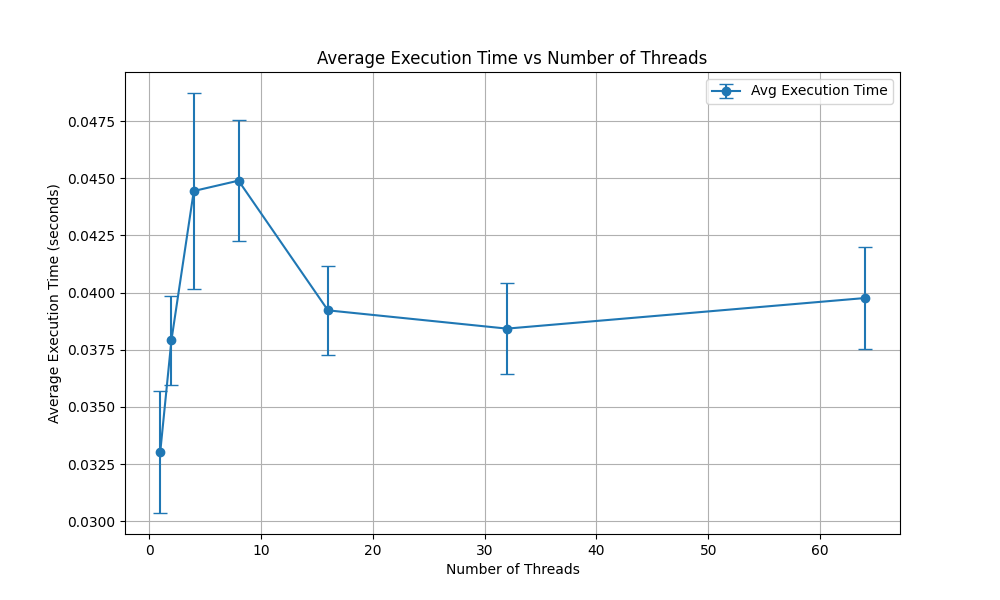 Average Execution Time vs Number of Threads
Avg Execution Time
Average Execution Time (seconds)
0.0475
0.0450
0.0425
0.0400
0.0375
0.0350
0.0325
0.0300
0 10 20 30 40 50 60
Number of Threads